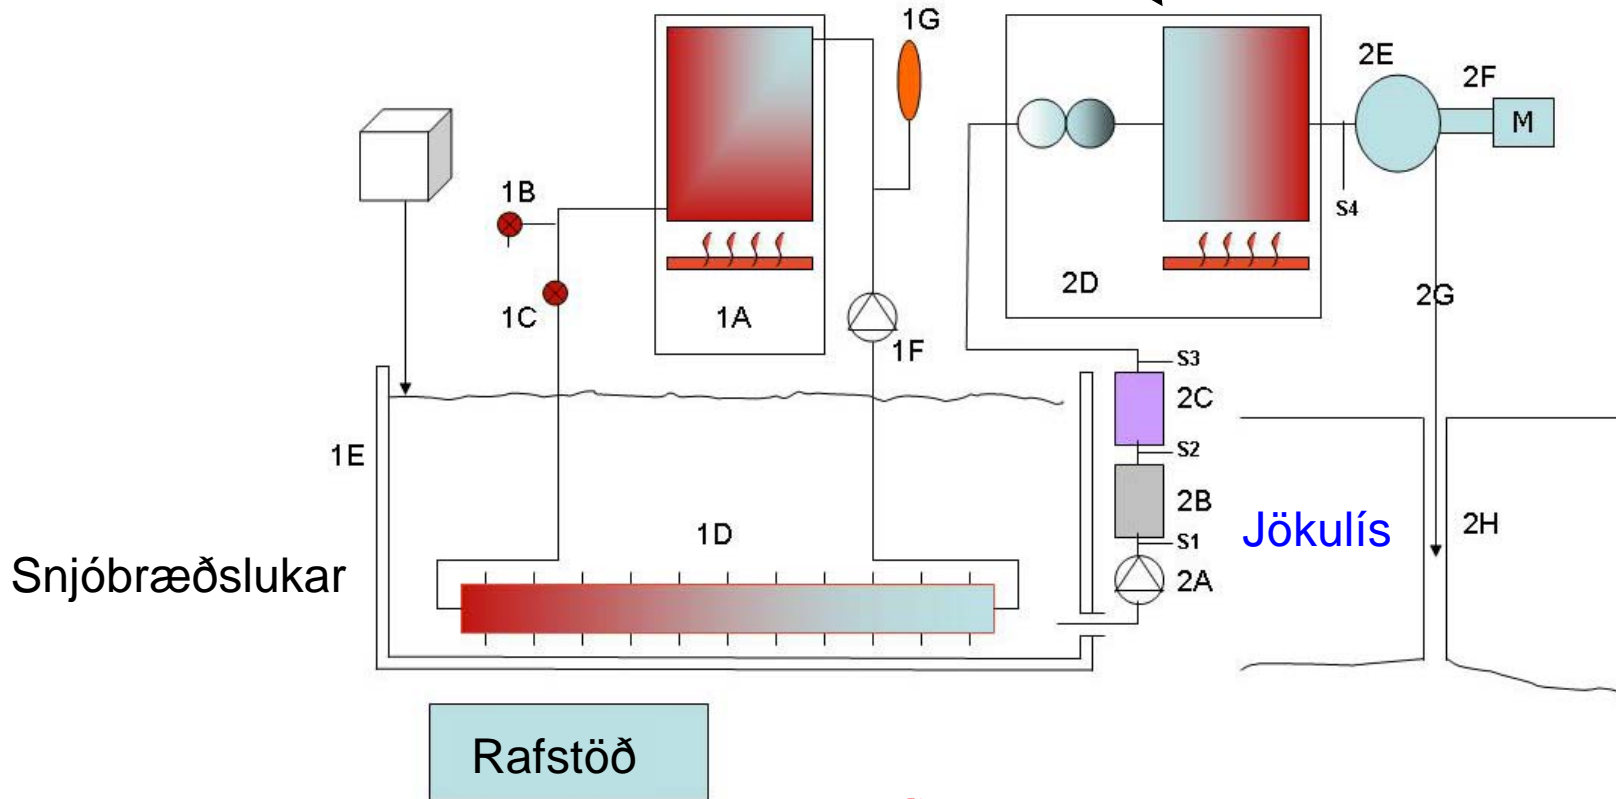 1G
2E
2F
M
1B
S4
2D
2G
1C
1A
1F
S3
2C
1E
S2
2B
1D
Jökulís
2H
S1
Snjóbræðslukar
2A
Rafstöð